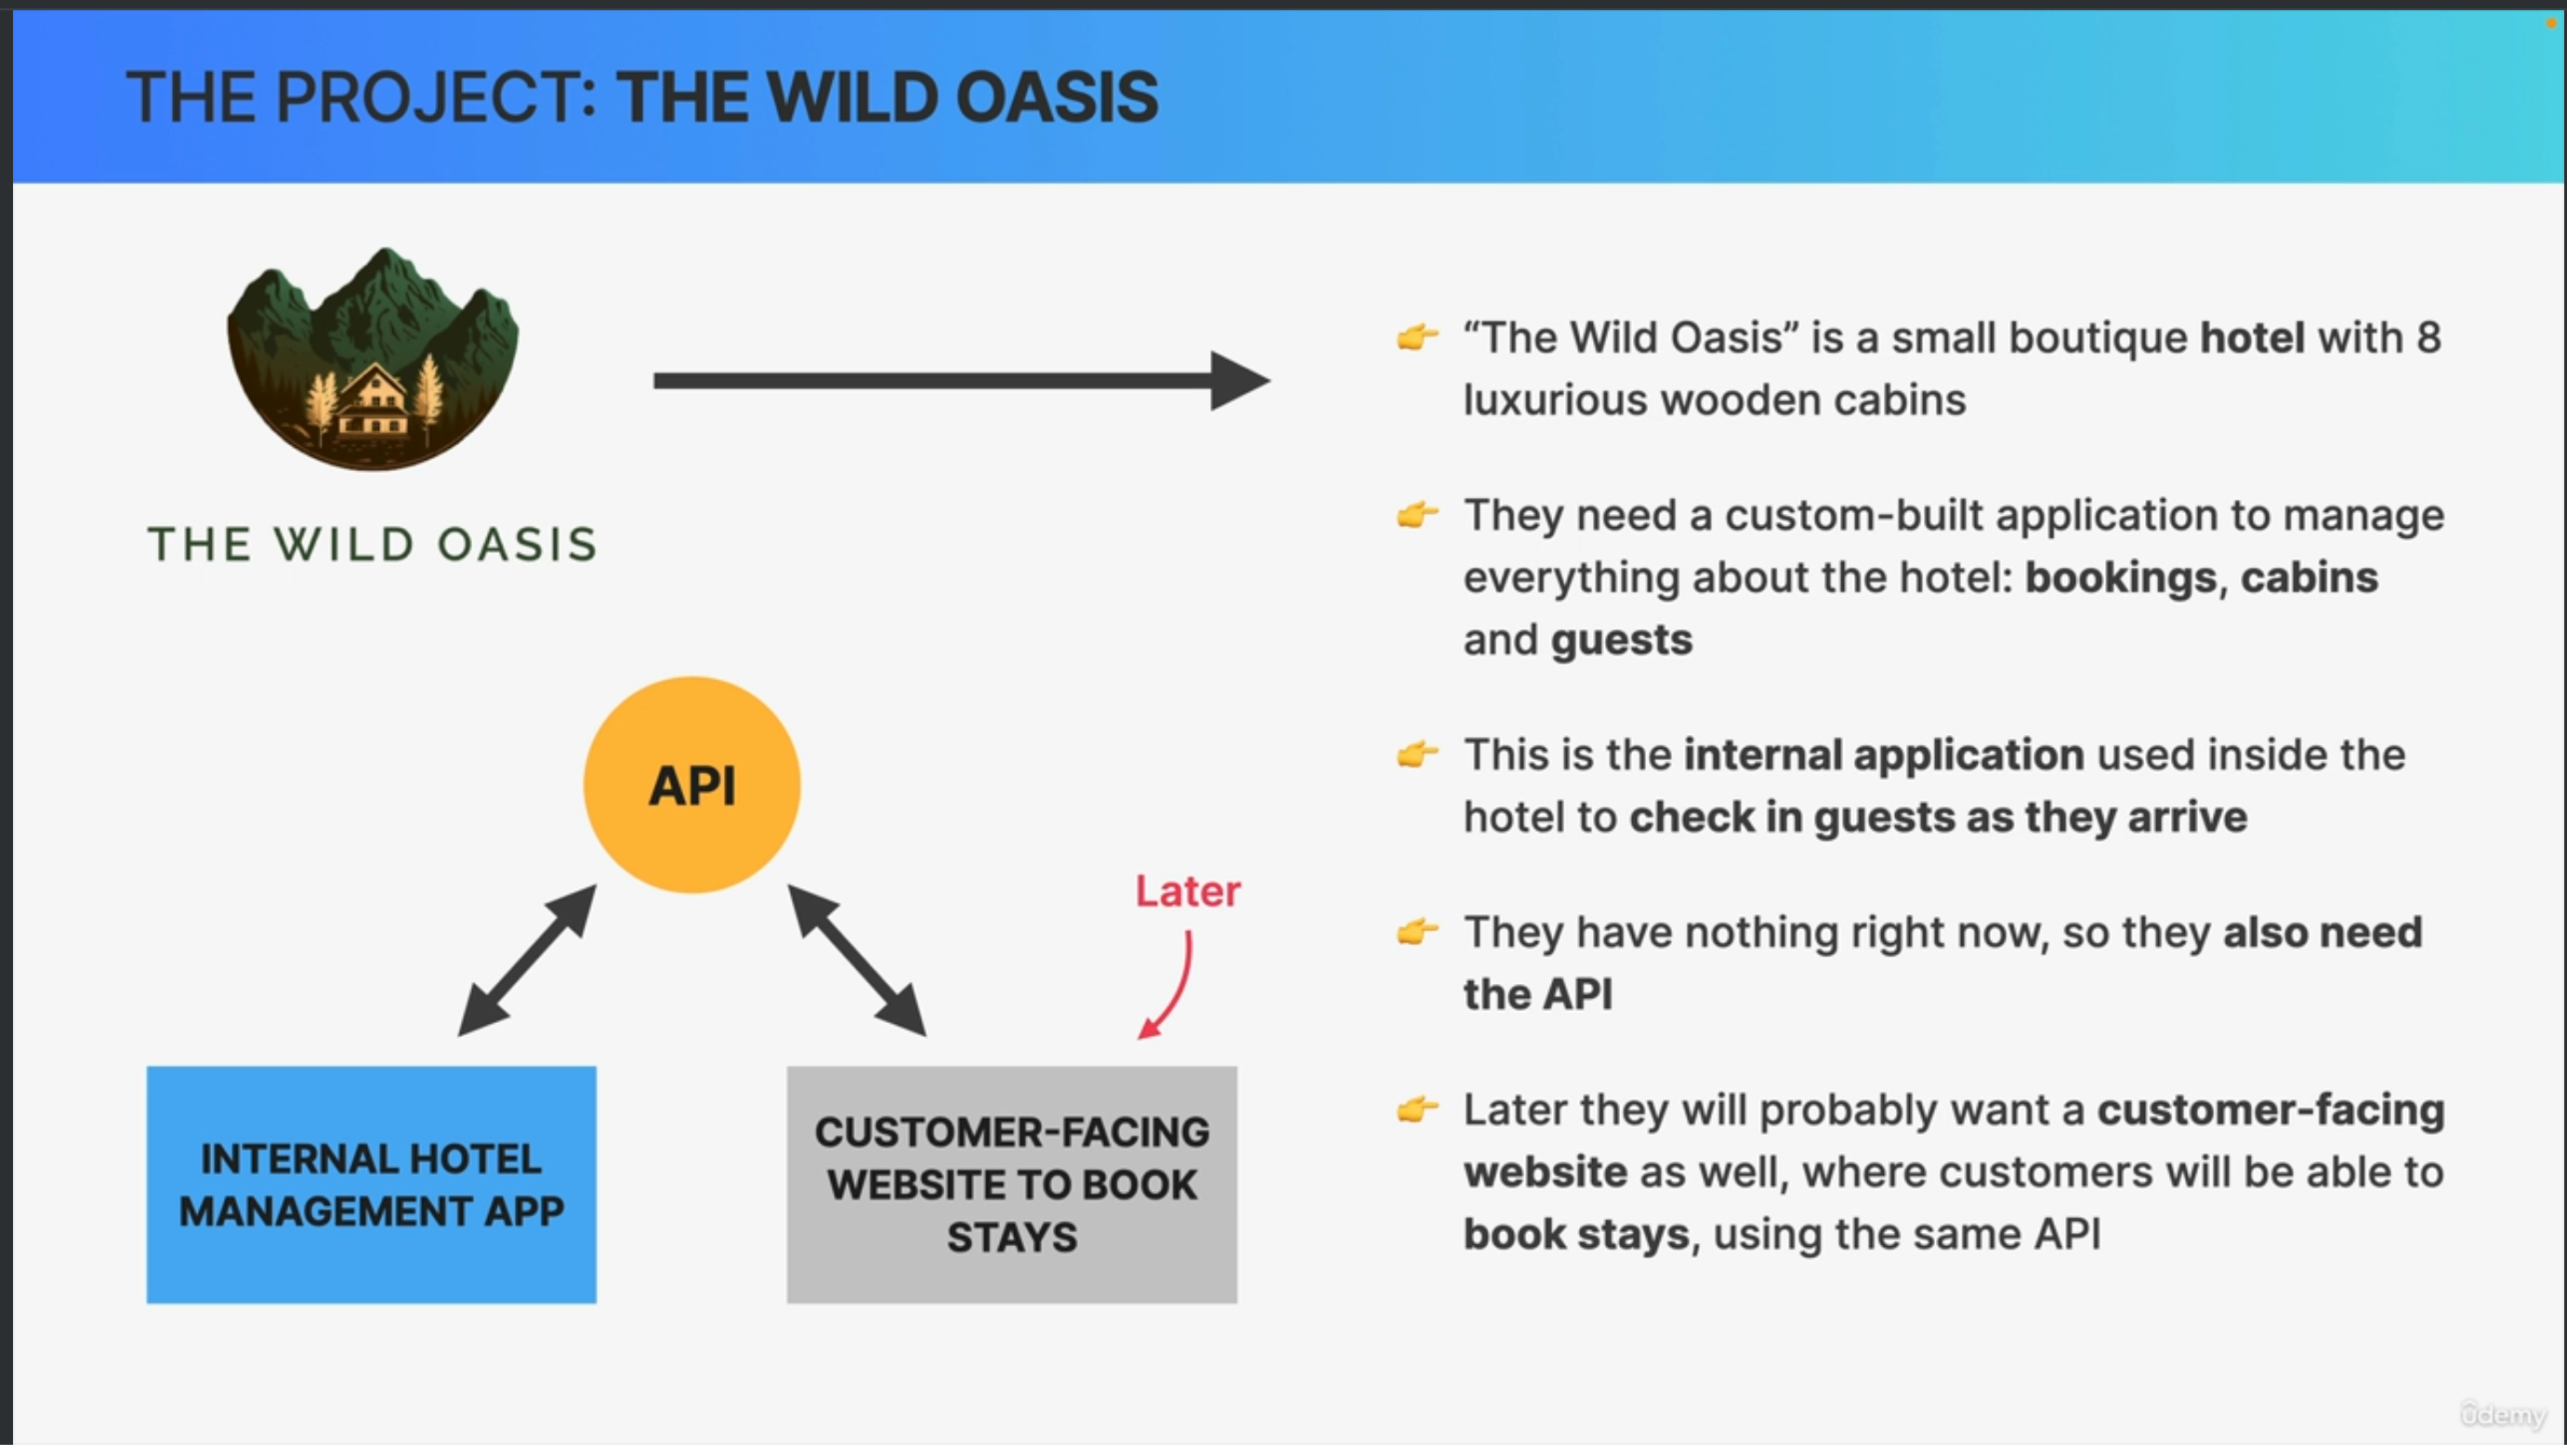 THE PROJECT: THE WILD OASIS
THE WILD OASIS
“The Wild Oasis” is a small boutique hotel with 8
luxurious wooden cabins
They need a custom-built application to manage
everything about the hotel: bookings, cabins
and guests
This is the internal application used inside the
hotel to check in guests as they arrive
They have nothing right now, so they also need
the API
Later they will probably want a customer-facing
website as well, where customers will be able to
book stays, using the same API
API
Later
INTERNAL HOTEL
MANAGEMENT APP
CUSTOMER-FACING
WEBSITE TO BOOK
STAYS
ûdemy